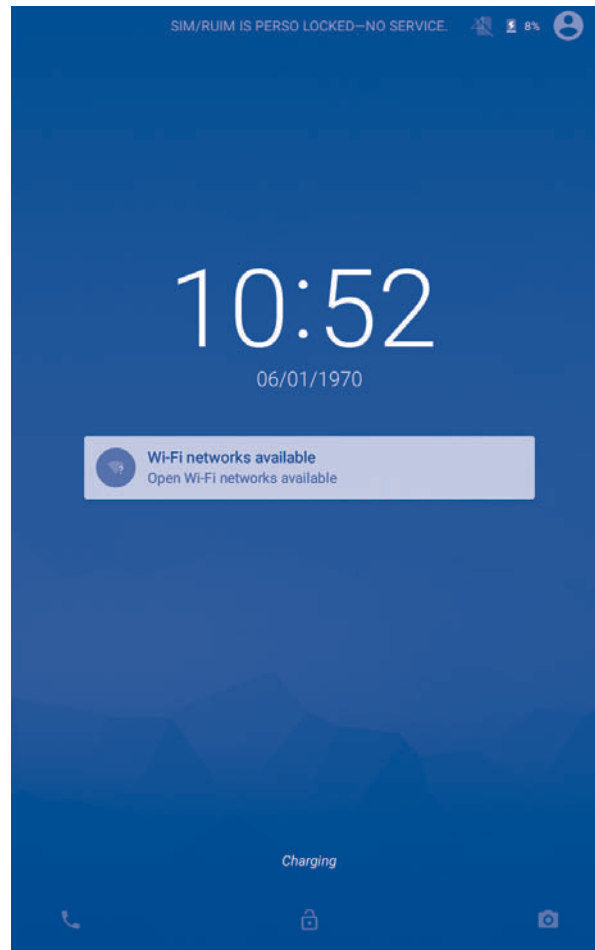 SIM/RUIM IS PERSO LOCKED—NO SERVICE. 8%
10:52
06/01/1970
Wi-Fi networks available
Open Wi-Fi networks available
Charging